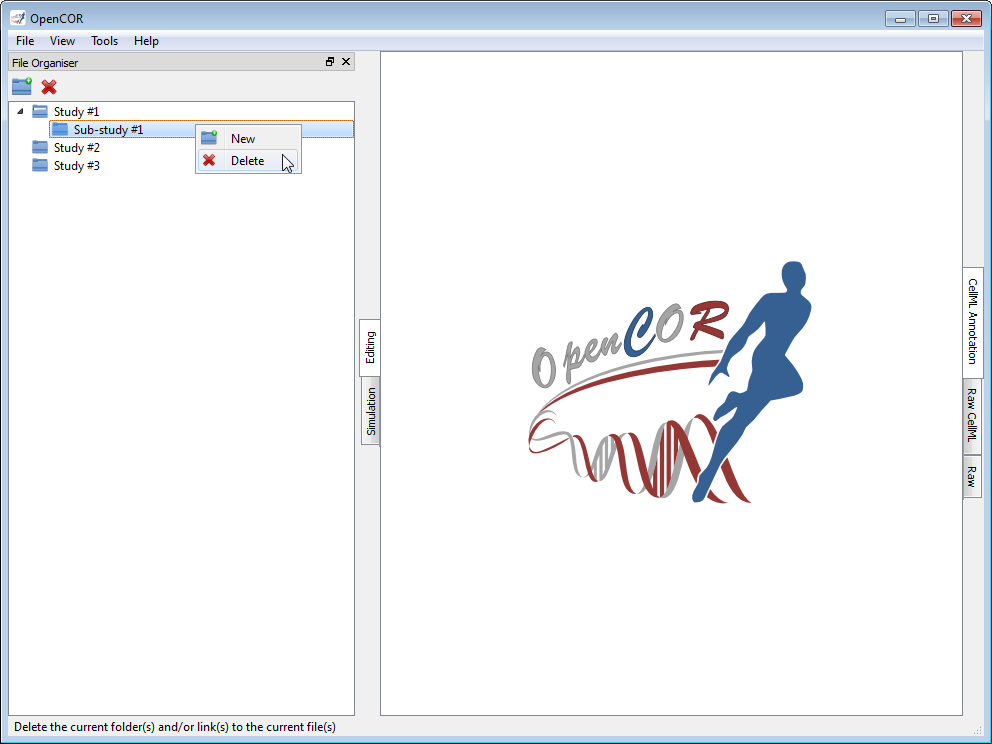 OpenCOR
File View Tools Help
File Organiser
Study #1
Sub-study #1
Study #2
Study #3
New
Delete
Editing
Simulation
OpenCOR
CellML Annotation
Raw CellML
Raw
Delete the current folder(s) and/or link(s) to the current file(s)